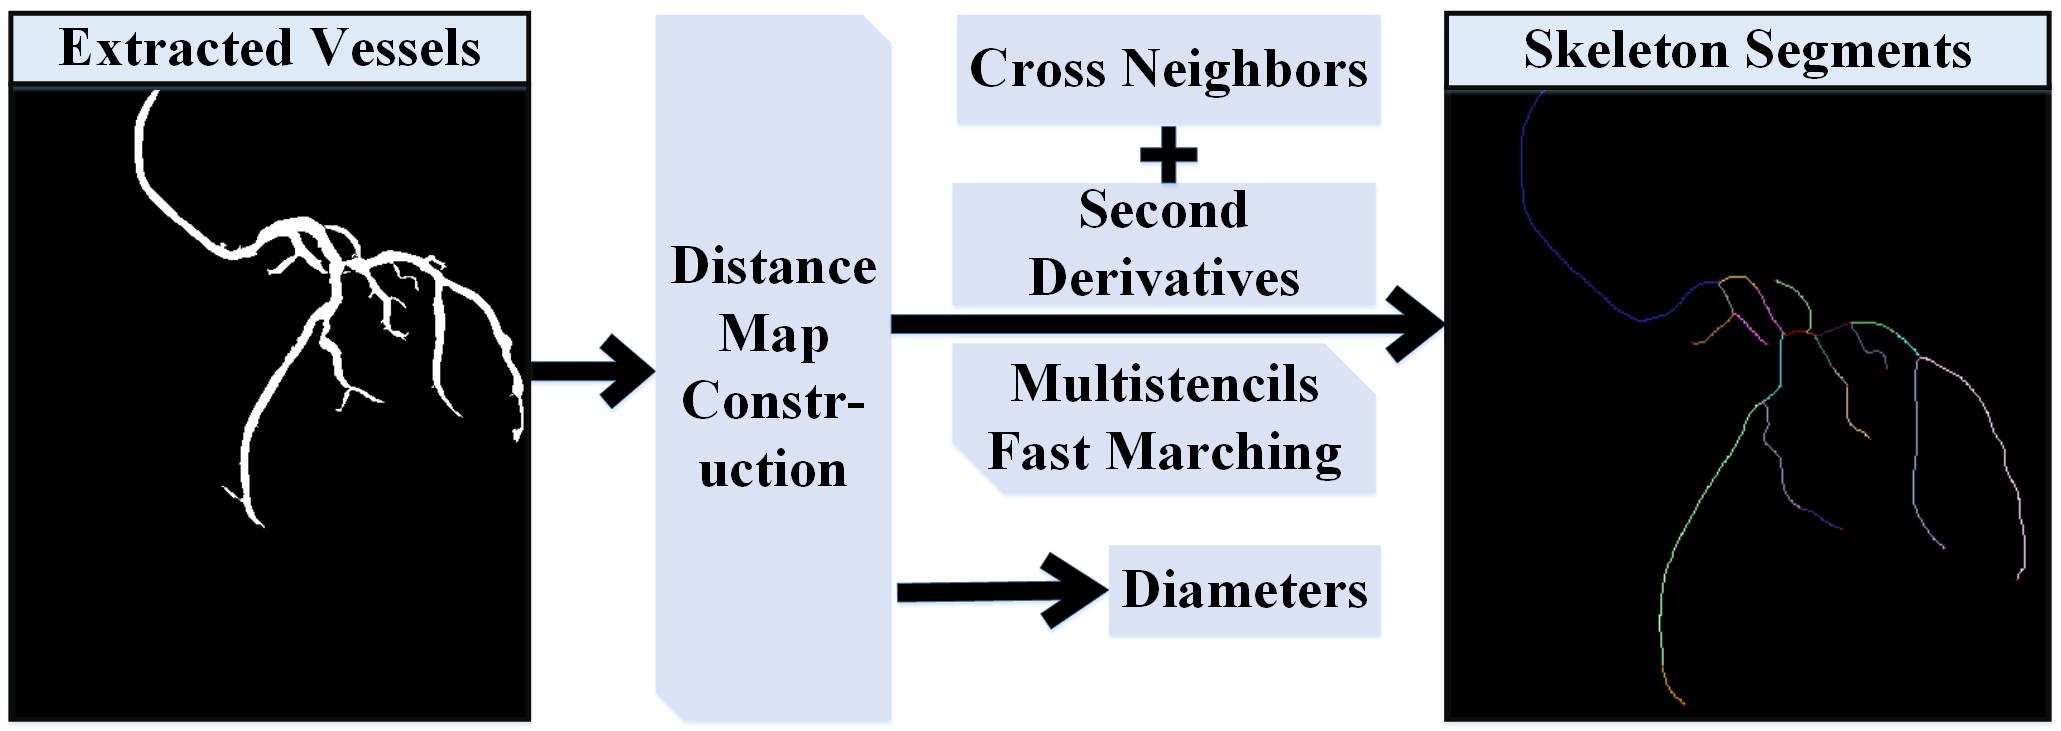 Extracted Vessels
Distance
Map
Constr-
uction
Cross Neighbors
+
Second
Derivatives
Multistencils
Fast Marching
Diameters
Skeleton Segments